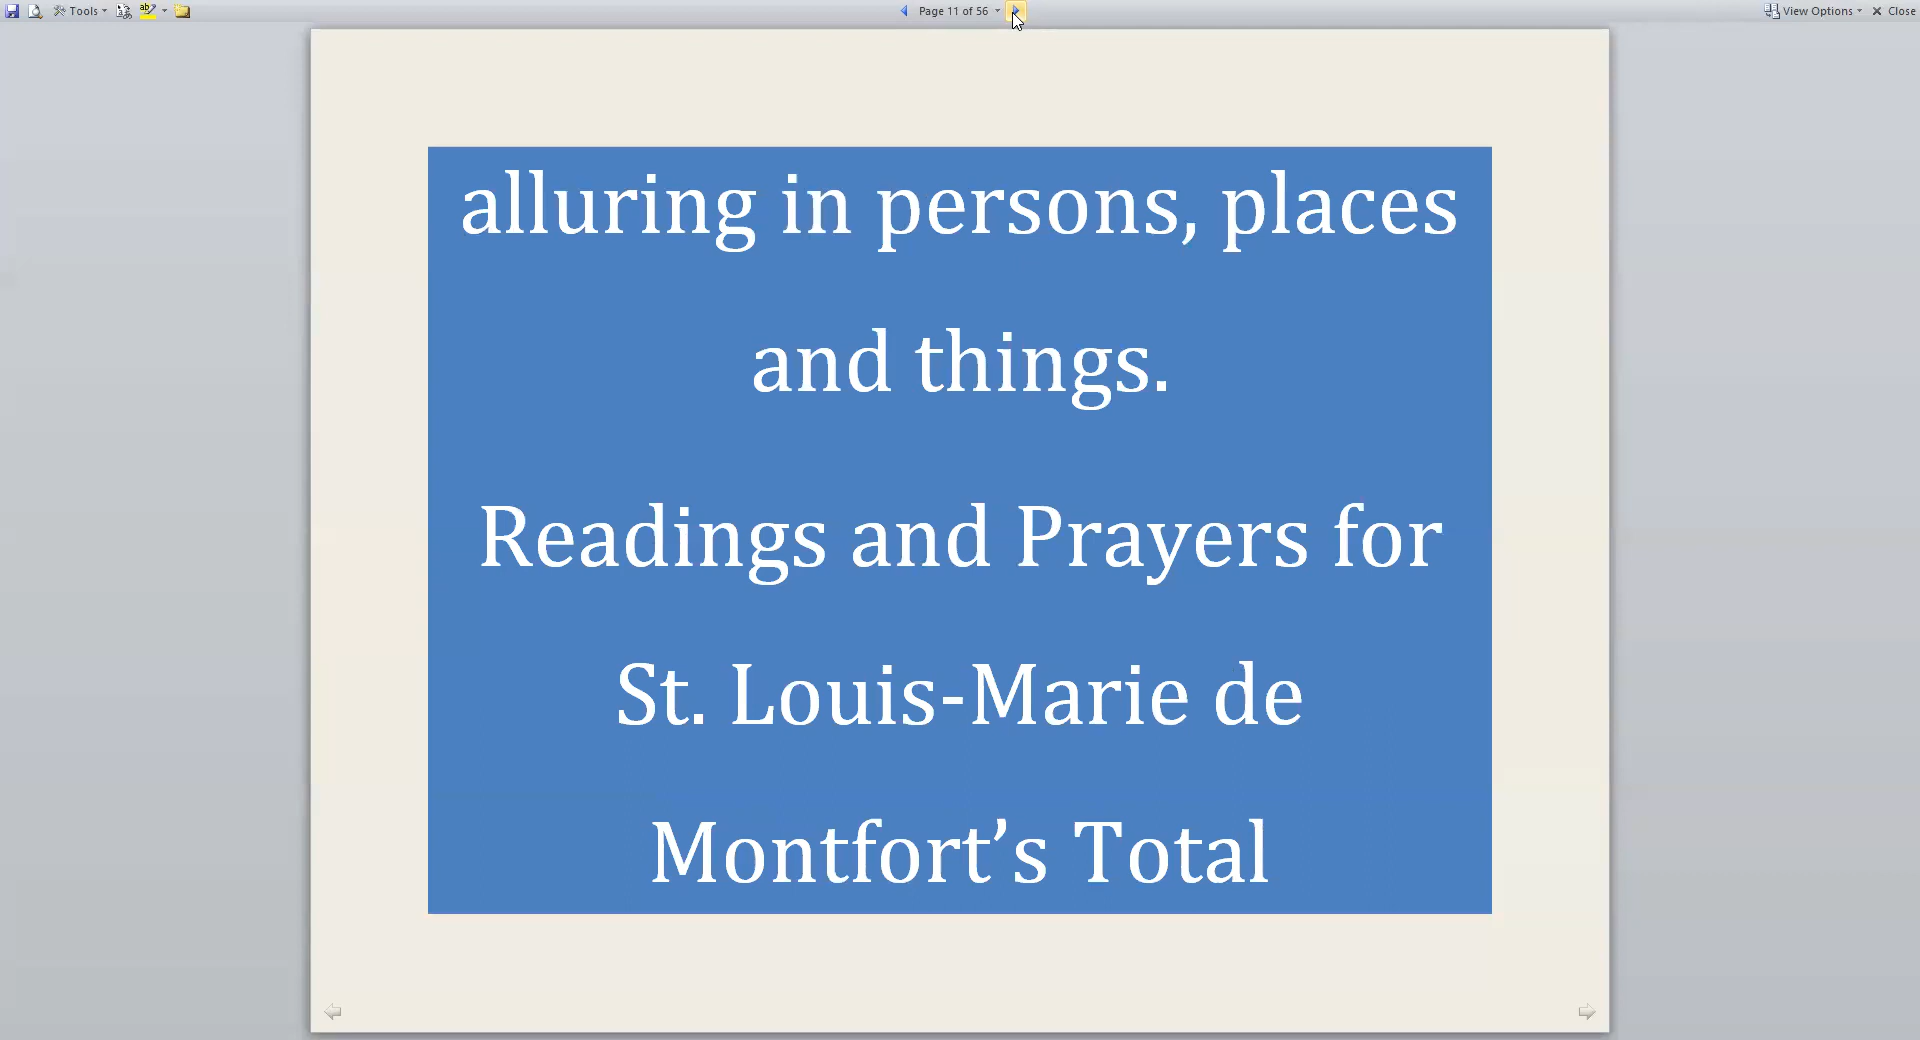 Tools
Page 11 of 56
View Options
Close
alluring in persons, places
and things.
Readings and Prayers for
St. Louis-Marie de
Montfort’s Total